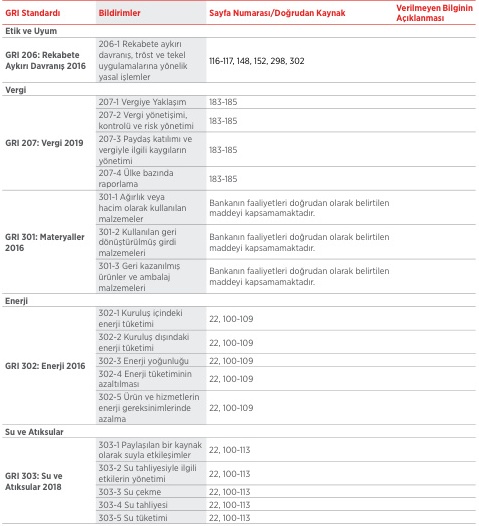 GRI Standardı Bildirimler Sayfa Numarası/Doğrudan Kaynak Verilmeyen Bilginin
Açıklanması
Etik ve Uyum
GRI 206: Rekabete
Aykırı Davranış 2016
206-1 Rekabete aykırı
davranış, tröst ve tekel
uygulamalarına yönelik
yasal işlemler
116-117, 148, 152, 298, 302
Vergi
GRI 207: Vergi 2019
207-1 Vergiye Yaklaşım 183-185
207-2 Vergi yönetişimi,
kontrolü ve risk yönetimi
183-185
207-3 Paydaş katılımı ve
vergiyle ilgili kaygıların
yönetimi
183-185
207-4 Ülke bazında
raporlama
183-185
GRI 301: Materyaller
2016
301-1 Ağırlık veya
hacim olarak kullanılan
malzemeler
Bankanın faaliyetleri doğrudan olarak belirtilen
maddeyi kapsamamaktadır.
301-2 Kullanılan geri
dönüştürülmüş girdi
malzemeleri
Bankanın faaliyetleri doğrudan olarak belirtilen
maddeyi kapsamamaktadır.
301-3 Geri kazanılmış
ürünler ve ambalaj
malzemeleri
Bankanın faaliyetleri doğrudan olarak belirtilen
maddeyi kapsamamaktadır.
Enerji
GRI 302: Enerji 2016
302-1 Kuruluş içindeki
enerji tüketimi
22, 100-109
302-2 Kuruluş dışındaki
enerji tüketimi
22, 100-109
302-3 Enerji yoğunluğu 22, 100-109
302-4 Enerji tüketiminin
azaltılması
22, 100-109
302-5 Ürün ve hizmetlerin
enerji gereksinimlerinde
azalma
22, 100-109
Su ve Atıksular
GRI 303: Su ve
Atıksular 2018
303-1 Paylaşılan bir kaynak
olarak suyla etkileşimler
22, 100-113
303-2 Su tahliyesiyle ilgili
etkilerin yönetimi
22, 100-113
303-3 Su çekme 22, 100-113
303-4 Su tahliyesi 22, 100-113
303-5 Su tüketimi 22, 100-113